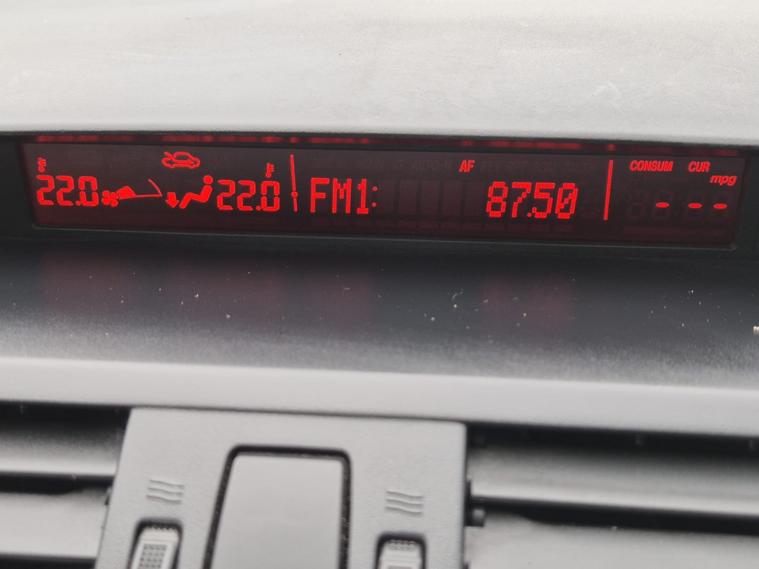 AF CONSUM CUR
mpg
22.0 22.0 FM1: 87.50 - - -